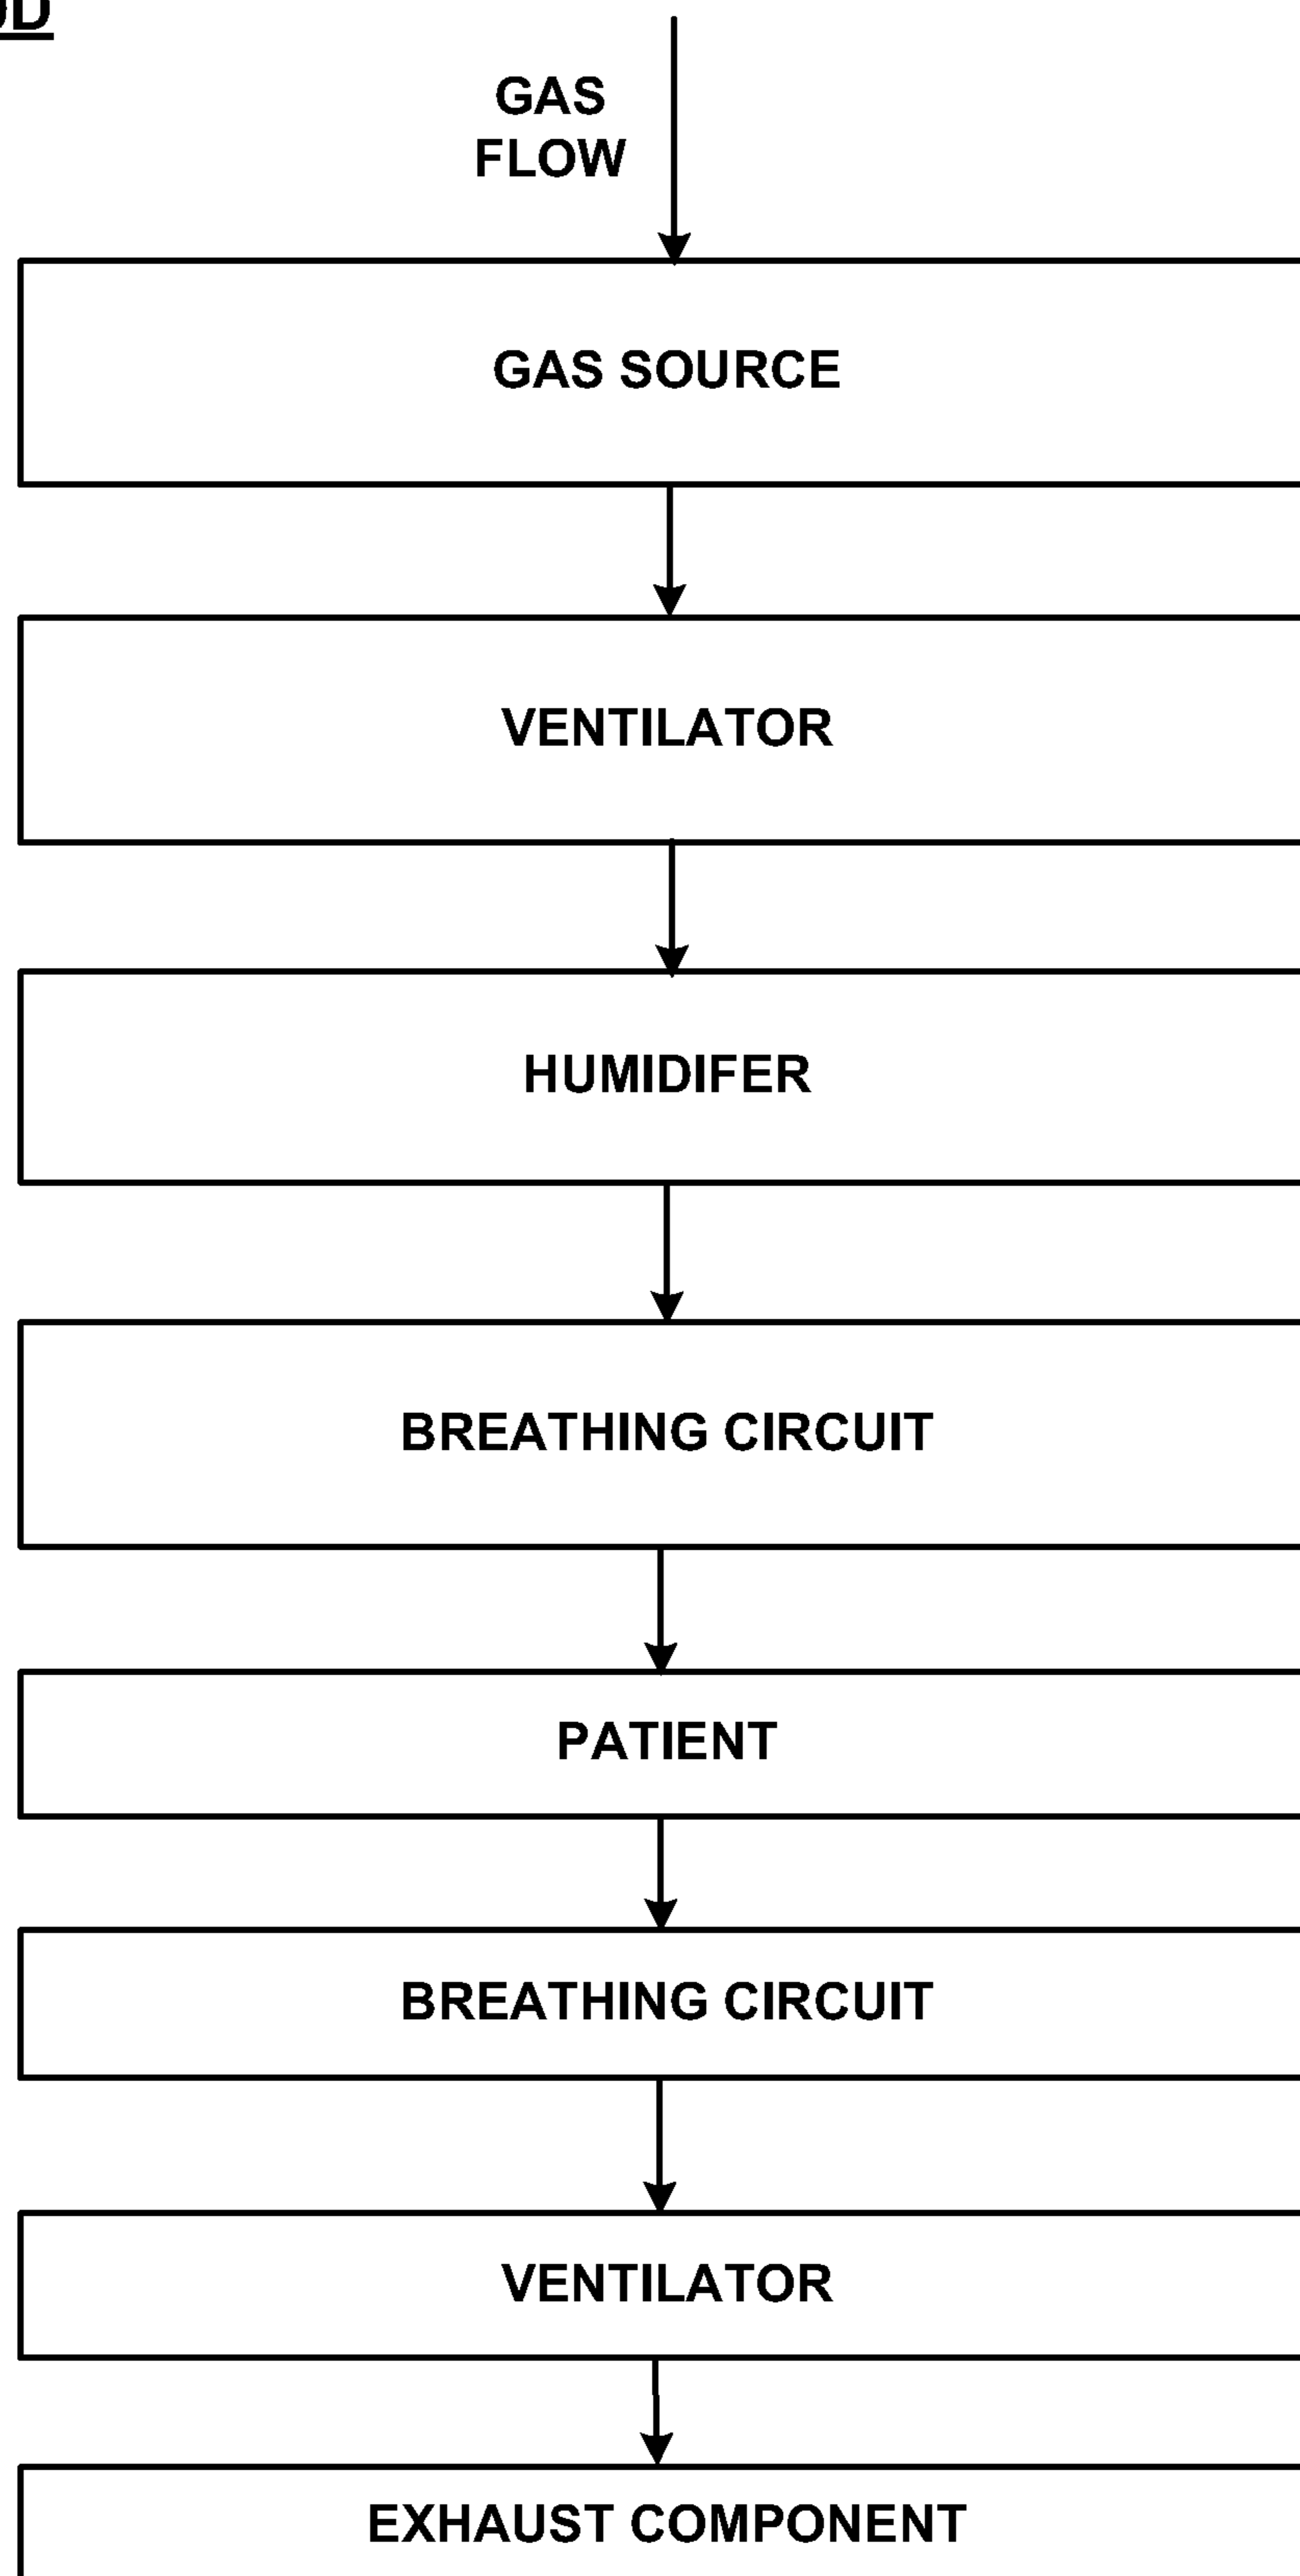 GAS
FLOW
GAS SOURCE
VENTILATOR
HUMIDIFER
BREATHING CIRCUIT
PATIENT
BREATHING CIRCUIT
VENTILATOR
EXHAUST COMPONENT